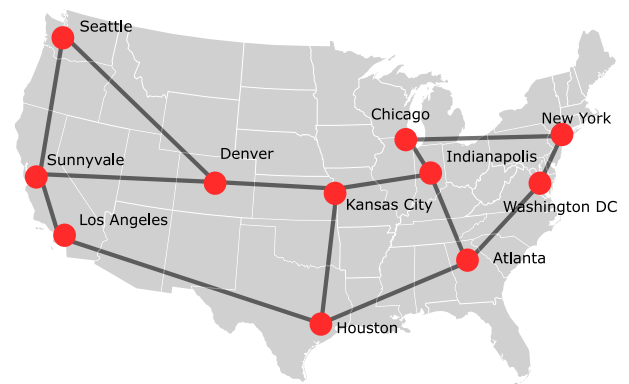 Seattle
Chicago
New York
Denver
Indianapolis
Sunnyvale
Kansas City
Washington DC
Los Angeles
Atlanta
Houston